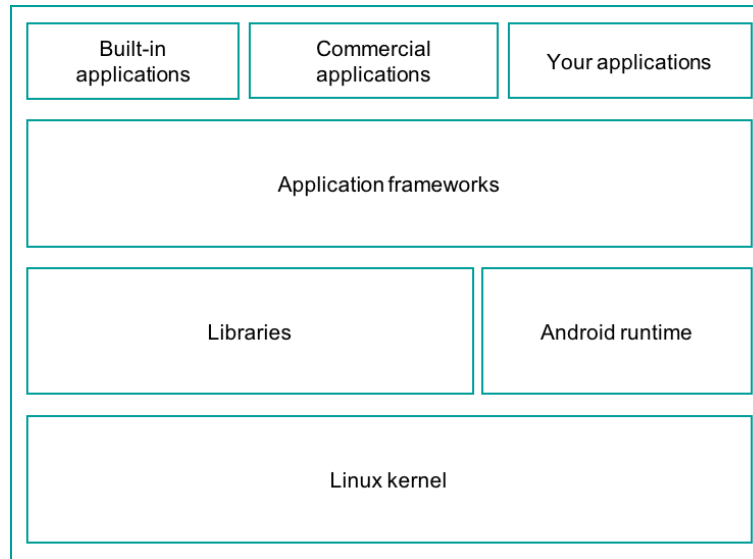 Built-in
applications
Commercial
applications
Your applications
Application frameworks
Libraries
Android runtime
Linux kernel